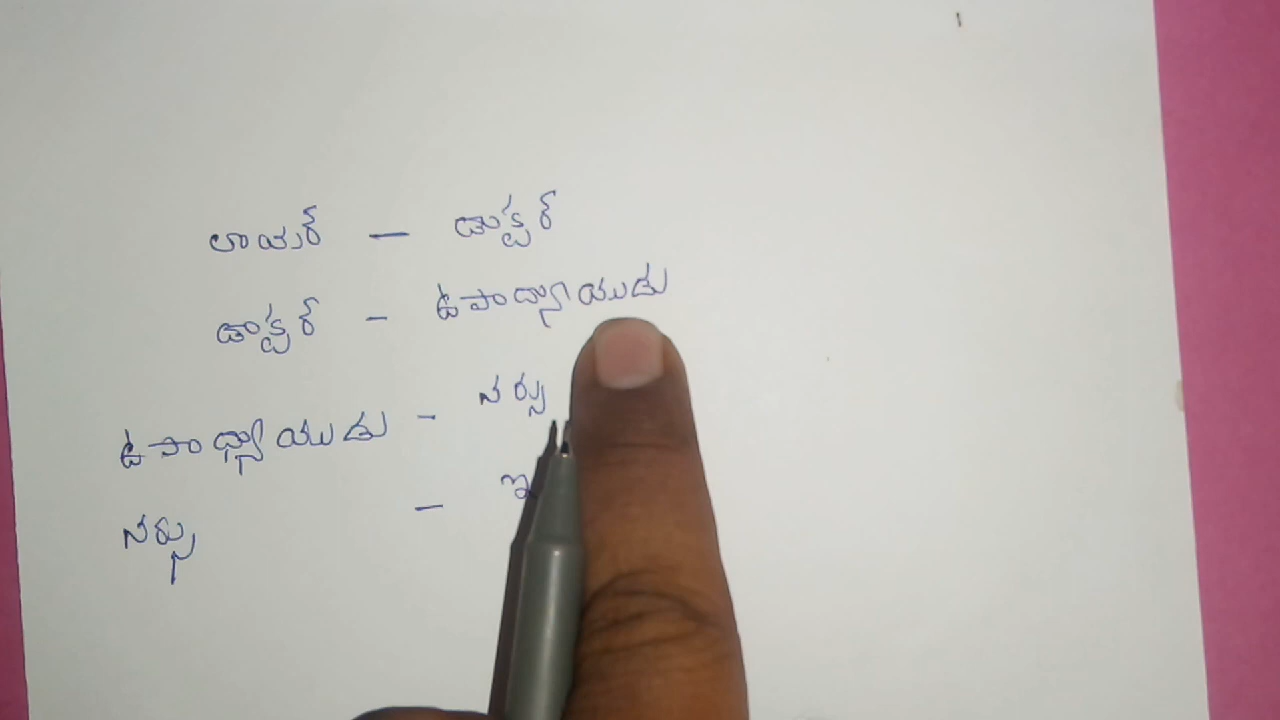 లాయర్ - డాక్టర్
డాక్టర్ - ఉపాధ్యాయుడు
ఉపాధ్యాయుడు - నర్సు
నర్సు -